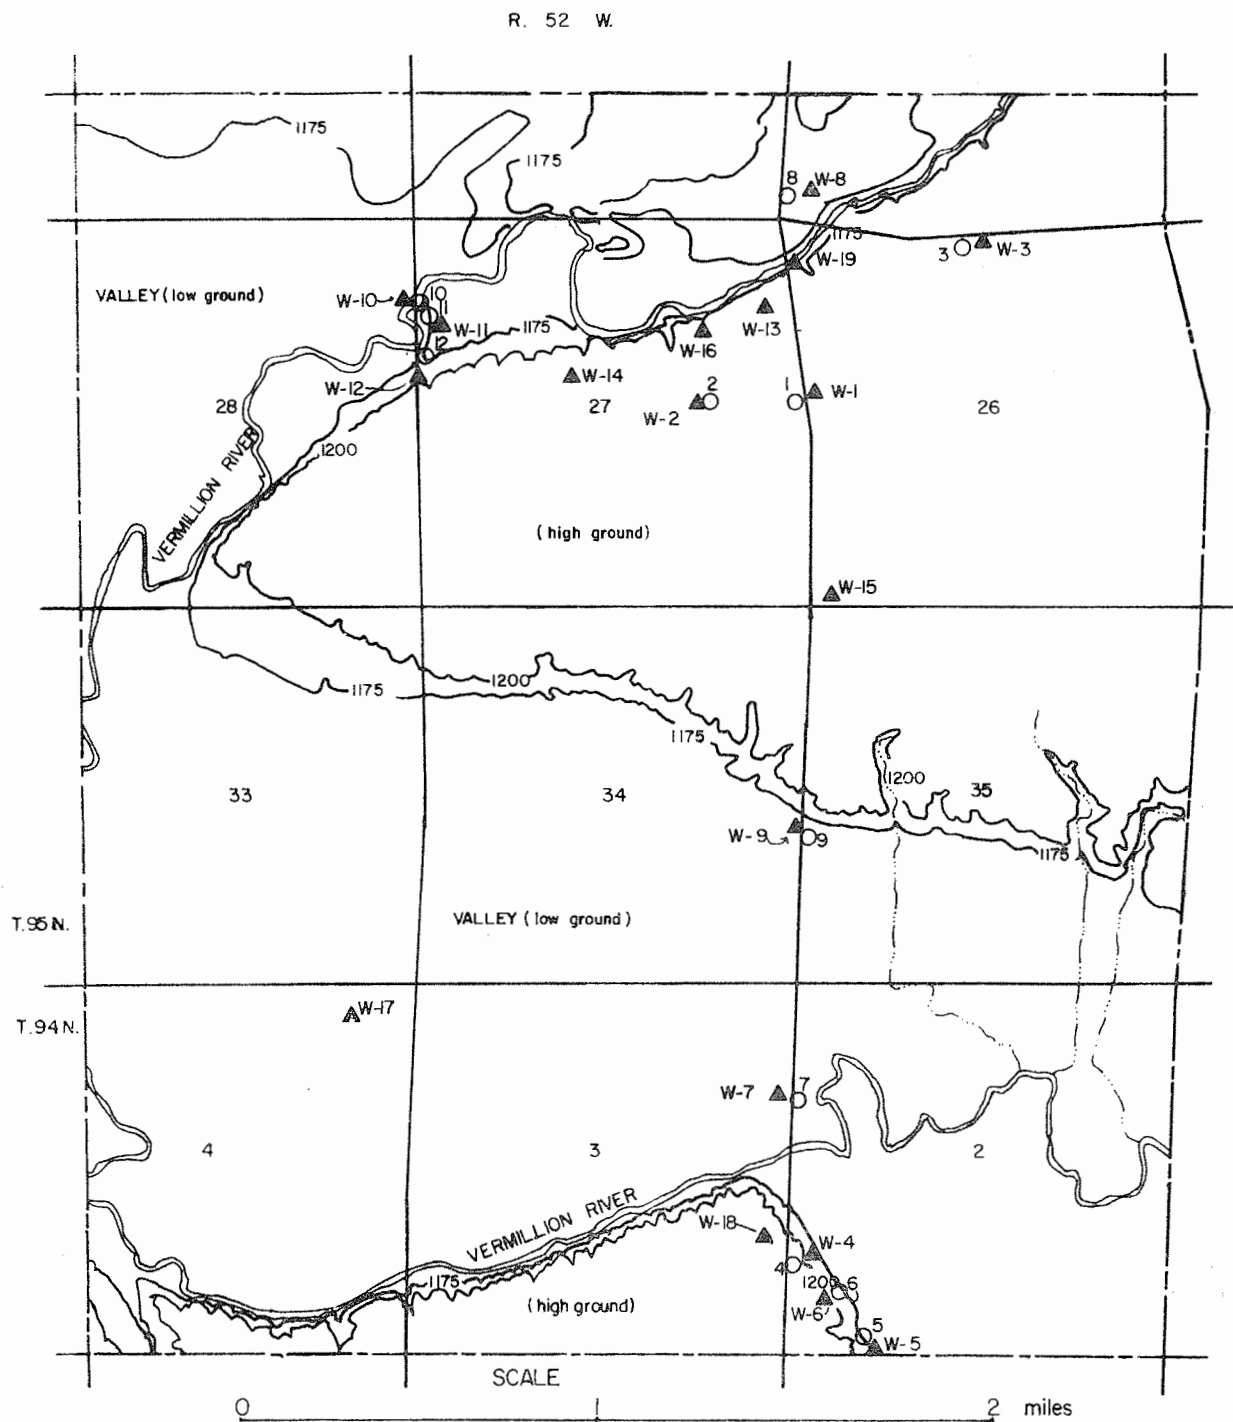 R. 52 W.
1175
1175
8
W-8
1175
3
W-3
W-19
VALLEY (low ground)
W-10
10
11
W-11
1175
W-13
W-16
12
W-12
W-14
2
1
W-1
W-2
28
27
26
VERMILLION RIVER
1200
(high ground)
W-15
1200
1175
1175
1200
33
34
35
W-9
9
1175
VALLEY (low ground)
T.95N.
W-17
T.94N.
W-7
7
4
3
2
VERMILLION RIVER
W-18
W-4
4
1175
1200
6
(high ground)
W-6
5
W-5
SCALE
0 1 2 miles